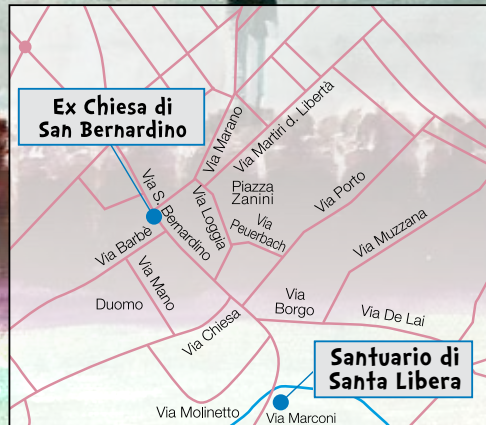 Ex Chiesa di
San Bernardino
Via Marano
Via Martiri d. Libertà
Via S. Bernardino
Via Loggia
Piazza
Zanini
Via
Peuerbach
Via Porto
Via Muzzana
Via Barbè
Via Mano
Duomo
Via Chiesa
Via
Borgo
Via De Lai
Santuario di
Santa Libera
Via Molinetto
Via Marconi